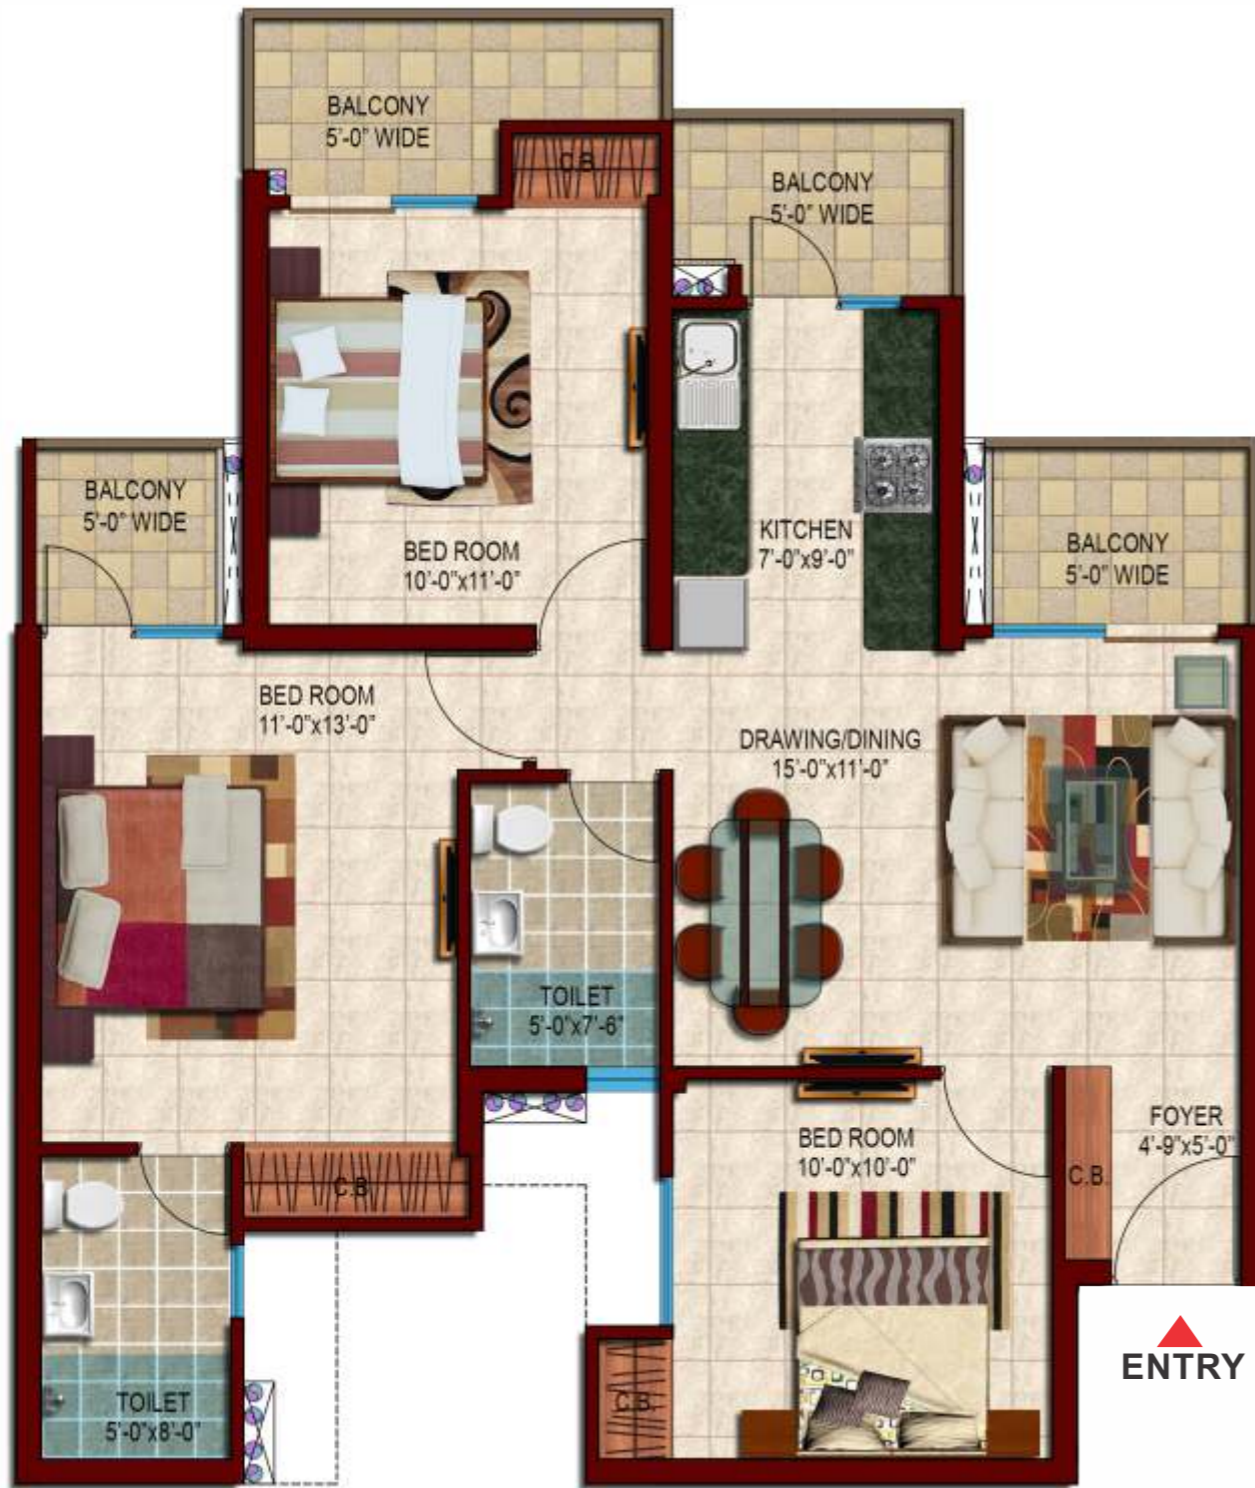 BALCONY
5'-0" WIDE
C.B.
BALCONY
5'-0" WIDE
BALCONY
5'-0" WIDE
BED ROOM
10'-0"x11'-0"
KITCHEN
7'-0"x9'-0"
BALCONY
5'-0" WIDE
BED ROOM
11'-0"x13'-0"
DRAWING/DINING
15'-0"x11'-0"
TOILET
5'-0"x7'-6"
BED ROOM
10'-0"x10'-0"
FOYER
4'-9"x5'-0"
C.B.
C.B.
ENTRY
TOILET
5'-0"x8'-0"
C.B.